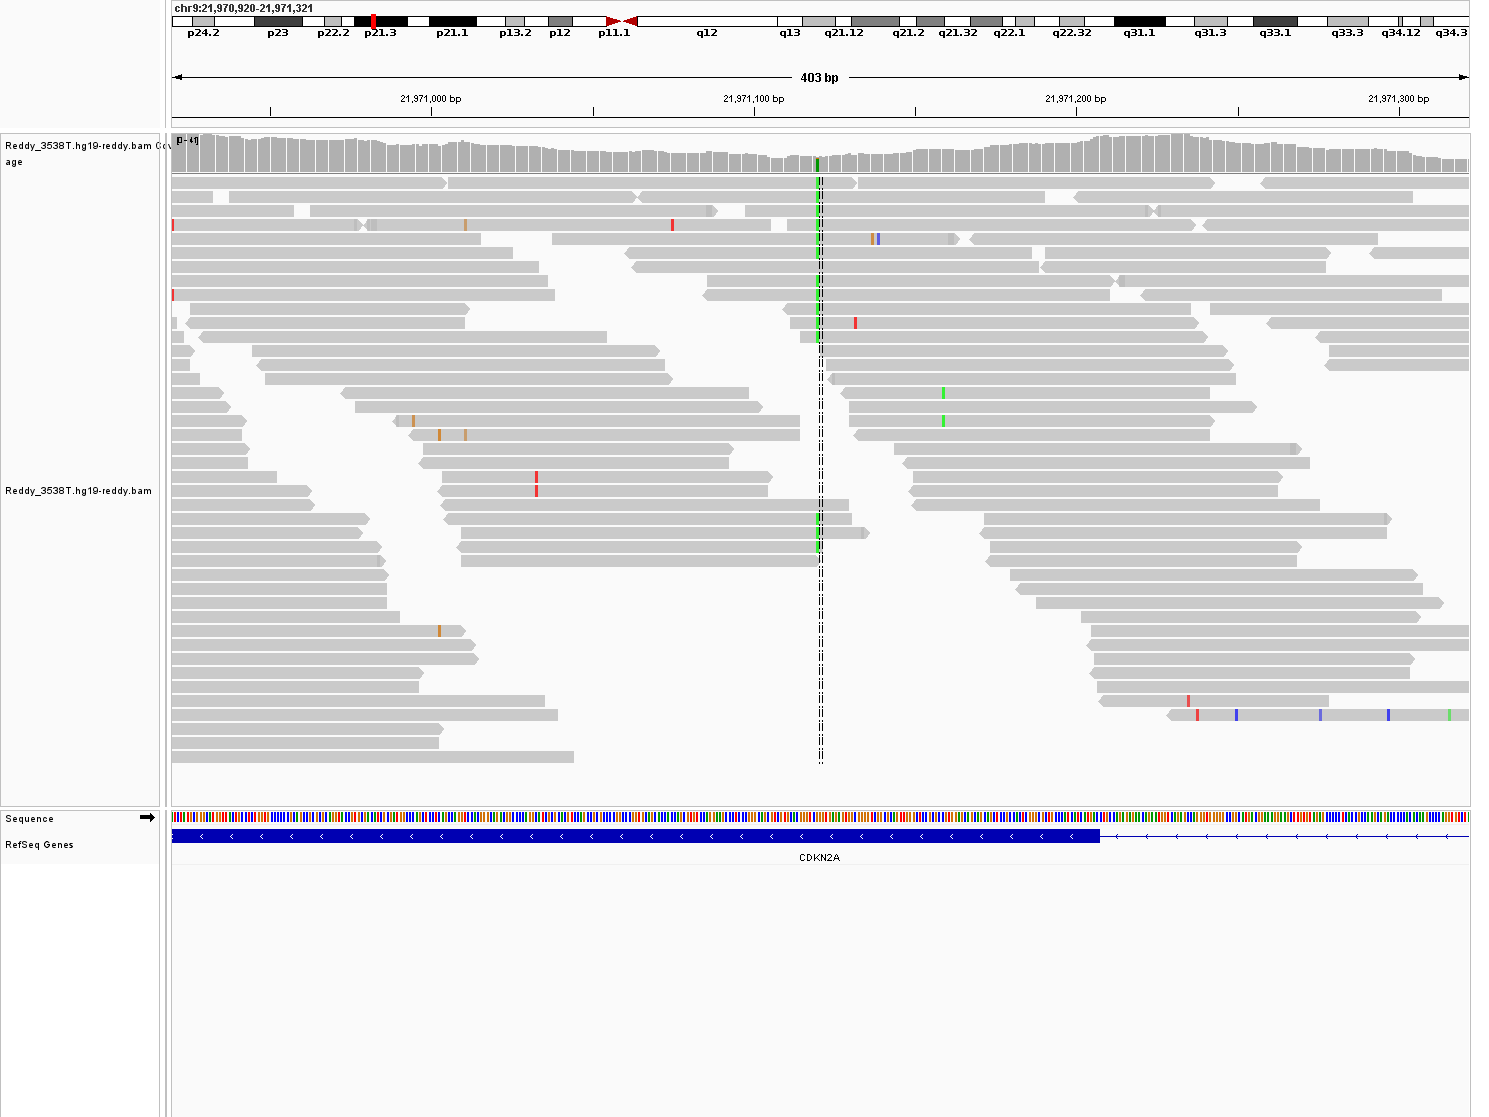 chr9:21,970,920-21,971,321
p24.2 p23 p22.2 p21.3 p21.1 p13.2 p12 p11.1 q12 q13 q21.12 q21.2 q21.32 q22.1 q22.32 q31.1 q31.3 q33.1 q33.3 q34.12 q34.3
403 bp
21,971,000 bp 21,971,100 bp 21,971,200 bp 21,971,300 bp
[0 - 41]
Reddy_3538T.hg19-reddy.bam Cov
age
Reddy_3538T.hg19-reddy.bam
Sequence
RefSeq Genes
CDKN2A